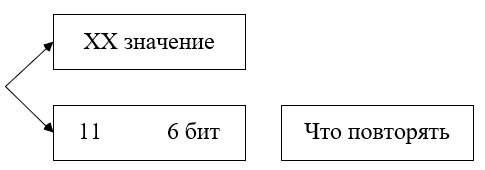 XX значение
11 6 бит
Что повторять